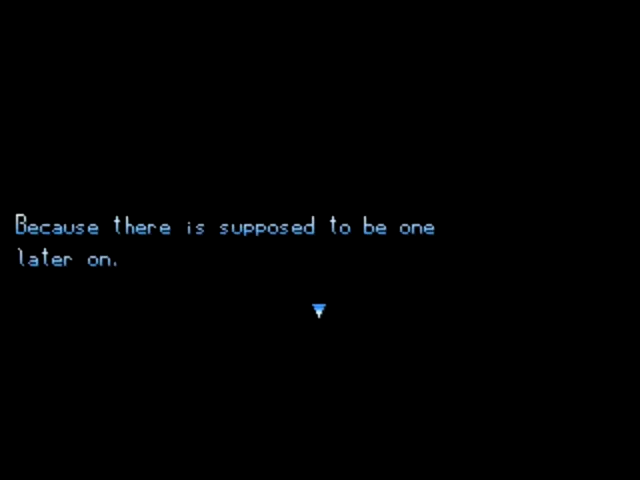 Because there is supposed to be one
later on.